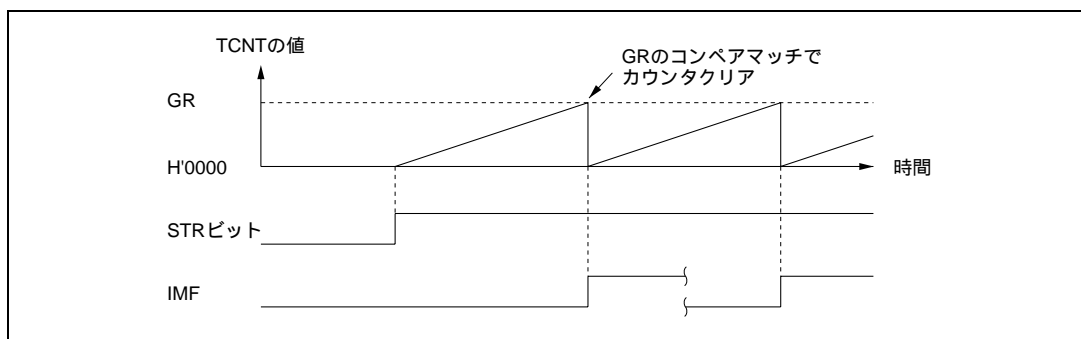 TCNTの値
GRのコンペアマッチで
カウンタクリア
GR
H'0000
時間
STRビット
IMF